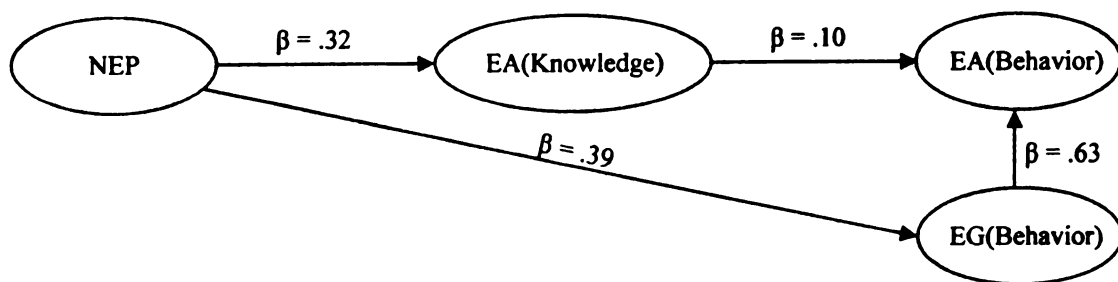 β = .32
β = .10
NEP
EA(Knowledge)
EA(Behavior)
β = .39
β = .63
EG(Behavior)